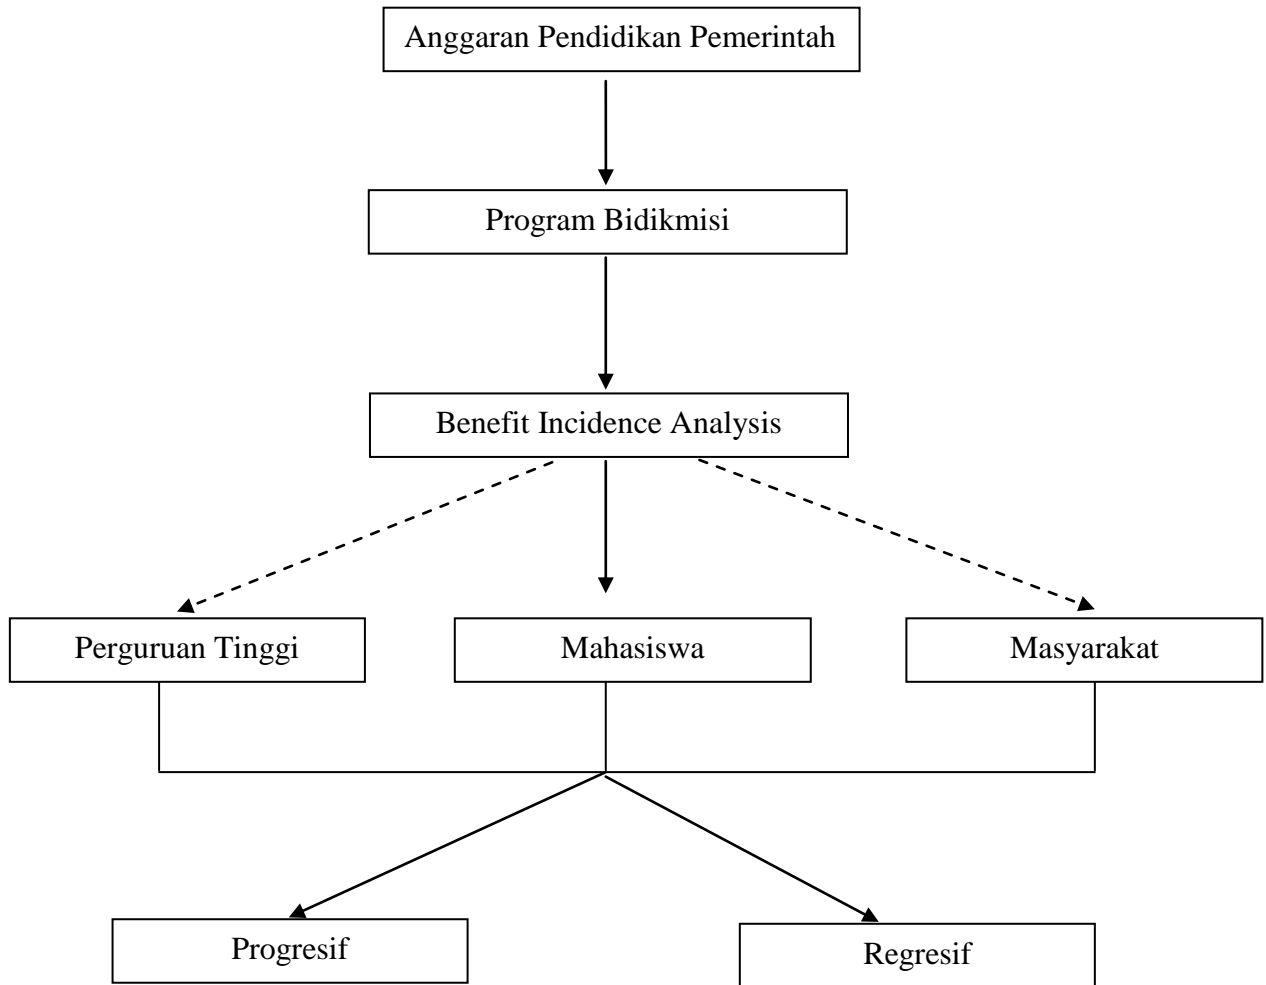 Anggaran Pendidikan Pemerintah
Program Bidikmisi
Benefit Incidence Analysis
Perguruan Tinggi
Mahasiswa
Masyarakat
Progresif
Regresif